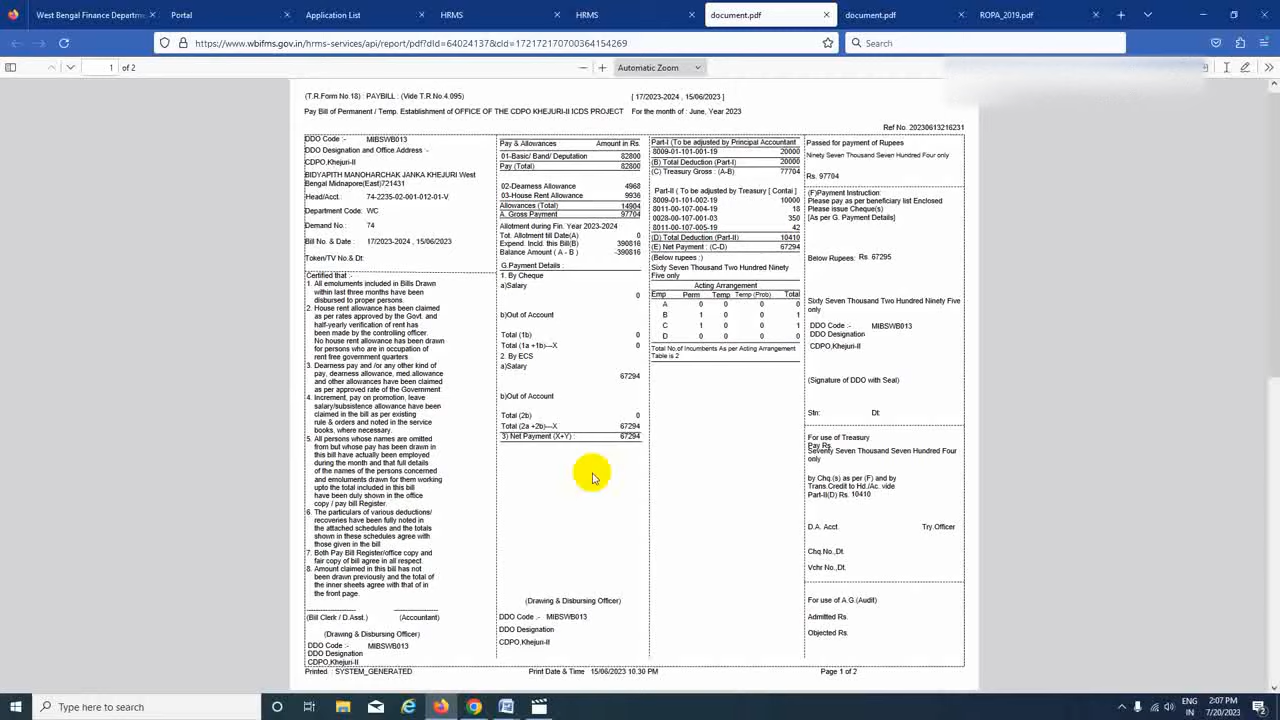 West Bengal Finance Departmen
Portal
HRMS
HRMS
Treasury
document.pdf
document.pdf
ROPA_2019.pdf
https://www.wbifms.gov.in/hrms-services/api/report/pdf?dId=64024137&cId=172172170700364154269
Search
1 of 2
Automatic Zoom
(T.R.Form No.18) : PAYBILL : (Vide T.R.No.4.095) [ 17/2023-2024 , 15/06/2023 ]
Pay Bill of Permanent / Temp. Establishment of OFFICE OF THE CDPO KHEJURI-II ICDS PROJECT For the month of : June, Year 2023
Ref No. 20230613216231
DDO Code :- MIBSWB013
DDO Designation and Office Address :-
CDPO,Khejuri-II
BIDYAPITH MANOHARCHAK JANKA KHEJURI West
Bengal Midnapore(East)721431
Head/Acct.: 74-2235-02-001-012-01-V.
Department Code: WC
Demand No.: 74
Bill No. & Date : 17/2023-2024 , 15/06/2023
Token/TV No.& Dt:
Certified that :-
1. All emoluments included in Bills Drawn
within last three months have been
disbursed to proper persons.
2. House rent allowance has been claimed
as per rates approved by the Govt. and
half-yearly verification of rent has
been made by the controlling officer.
No house rent allowance has been drawn
for persons who are in occupation of
rent free government quarters
3. Dearness pay and /or any other kind of
pay, dearness allowance, med.allowance
and other allowances have been claimed
as per approved rate of the Government
4. Increment, pay on promotion, leave
salary/subsistence allowance have been
claimed in the bill as per existing
rule & orders and noted in the service
books, where necessary.
5. All persons whose names are omitted
from but whose pay has been drawn in
this bill have actually been employed
during the month and that full details
of the names of the persons concerned
and emoluments drawn for them working
upto the total included in this bill
have been duly shown in the office
copy / pay bill Register.
6. The particulars of various deductions/
recoveries have been fully noted in
the attached schedules and the totals
shown in these schedules agree with
those given in the bill
7. Both Pay Bill Register/office copy and
fair copy of bill agree in all respect.
8. Amount claimed in this bill has not
been drawn previously and the total of
the inner sheets agree with that of in
the front page.
(Bill Clerk / D.Asst.) (Accountant)
(Drawing & Disbursing Officer)
DDO Code :- MIBSWB013
DDO Designation
CDPO,Khejuri-II
Pay & Allowances Amount in Rs.
01-Basic/ Band/ Deputation 82800
Pay (Total) 82800
02-Dearness Allowance 4968
03-House Rent Allowance 9936
Allowances (Total) 14904
A. Gross Payment 97704
Allotment during Fin. Year 2023-2024
Tot. Allotment till Date(A) 0
Expend. Incld. this Bill(B) 390816
Balance Amount ( A - B ) -390816
G.Payment Details :
1. By Cheque
a)Salary
0
b)Out of Account
Total (1b) 0
Total (1a +1b)---X 0
2. By ECS
a)Salary
67294
b)Out of Account
Total (2b) 0
Total (2a +2b)---X 67294
3) Net Payment (X+Y) : 67294
(Drawing & Disbursing Officer)
DDO Code :- MIBSWB013
DDO Designation
CDPO,Khejuri-II
Part-I (To be adjusted by Principal Accountant
8009-01-101-001-19 20000
(B) Total Deduction (Part-I) 20000
(C) Treasury Gross : (A-B) 77704
Part-II ( To be adjusted by Treasury [ Contal ]
8009-01-101-002-19 10000
8011-00-107-004-19 18
0028-00-107-001-03 350
8011-00-107-005-19 42
(D) Total Deduction (Part-II) 10410
(E) Net Payment : (C-D) 67294
(Below rupees :)
Sixty Seven Thousand Two Hundred Ninety
Five only
Acting Arrangement
Emp Perm Temp Temp (Prob) Total
A 0 0 0 0
B 1 0 0 1
C 1 0 0 1
D 0 0 0 0
Total No.of Incumbents As per Acting Arrangement
Table is 2
Passed for payment of Rupees
Ninety Seven Thousand Seven Hundred Four only
Rs. 97704
(F)Payment Instruction:
Please pay as per beneficiary list Enclosed
Please issue Cheque(s)
[As per G. Payment Details]
Below Rupees: Rs. 67295
Sixty Seven Thousand Two Hundred Ninety Five
only
DDO Code :- MIBSWB013
DDO Designation
CDPO,Khejuri-II
(Signature of DDO with Seal)
Stn: Dt:
For use of Treasury
Pay Rs.
Seventy Seven Thousand Seven Hundred Four
only
by Chq.(s) as per (F) and by
Trans.Credit to Hd./Ac. vide
Part-II(D) Rs. 10410
D.A. Acct Try.Officer
Chq.No.,Dt.
Vchr No.,Dt.
For use of A.G.(Audit)
Admitted Rs.
Objected Rs.
Printed : SYSTEM_GENERATED Print Date & Time 15/06/2023 10.30 PM Page 1 of 2
Type here to search
ENG
2:07 PM
7/20/2023